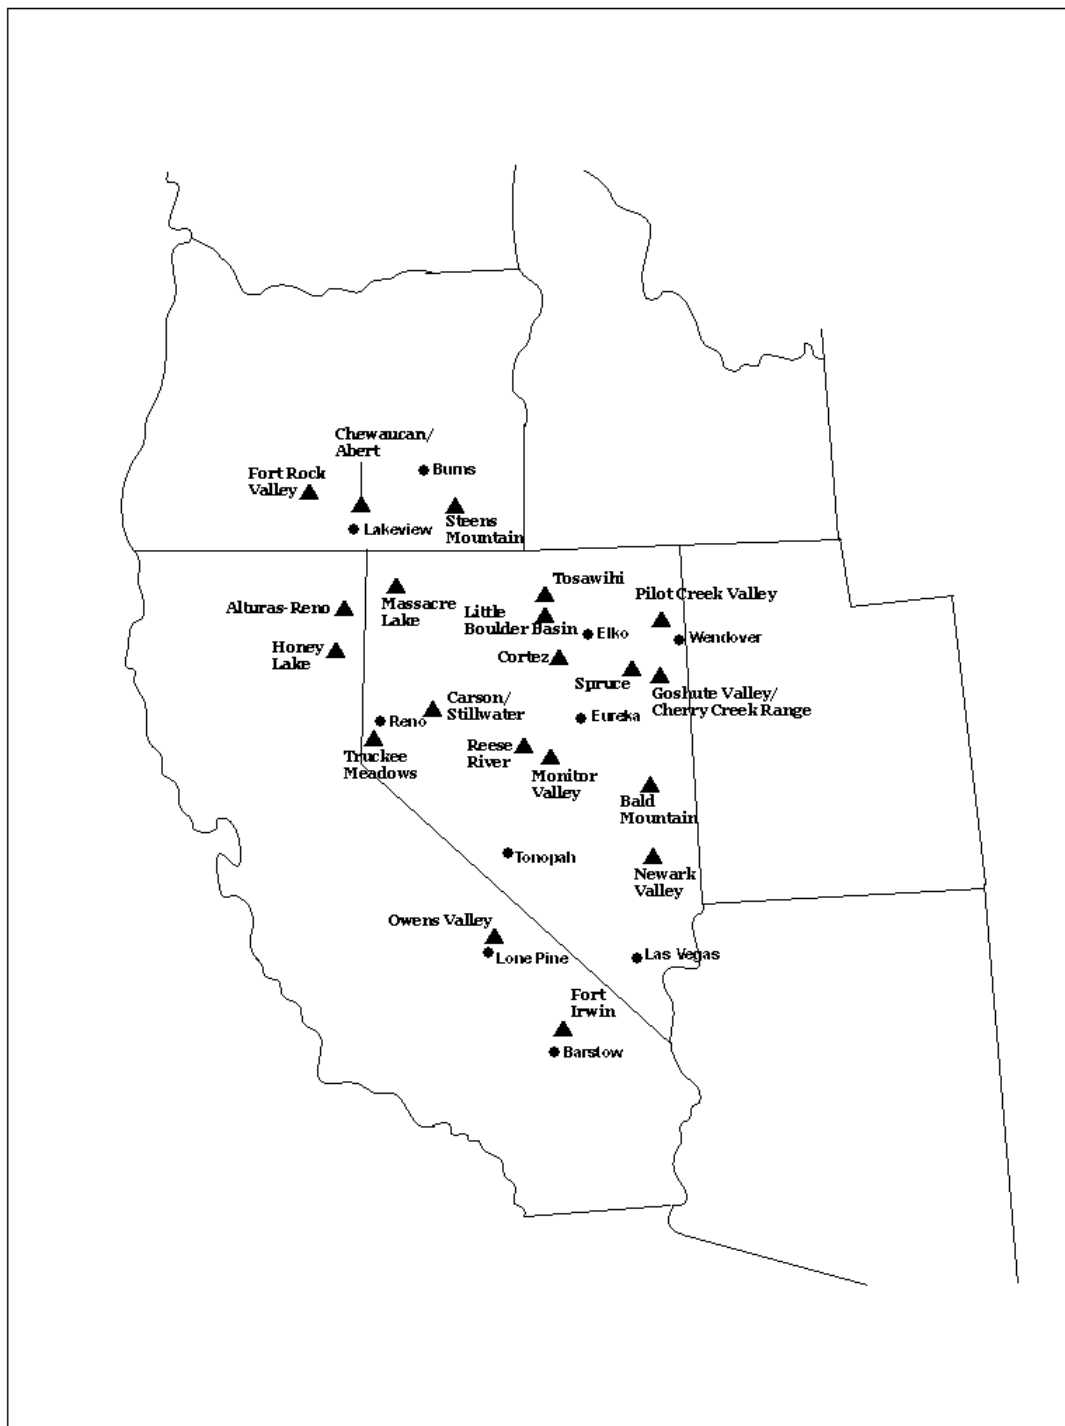 Chewaucan/
Abert
Burns
Fort Rock
Valley
Steens
Mountain
Lakeview
Tosawihi
Massacre
Lake
Pilot Creek Valley
Alturas-Reno
Little
Boulder Basin
Elko
Wendover
Honey
Lake
Cortez
Spruce
Goshute Valley/
Cherry Creek Range
Carson/
Stillwater
Reno
Eureka
Truckee
Meadows
Reese
River
Monitor
Valley
Bald
Mountain
Tonopah
Newark
Valley
Owens Valley
Lone Pine
Las Vegas
Fort
Irwin
Barstow